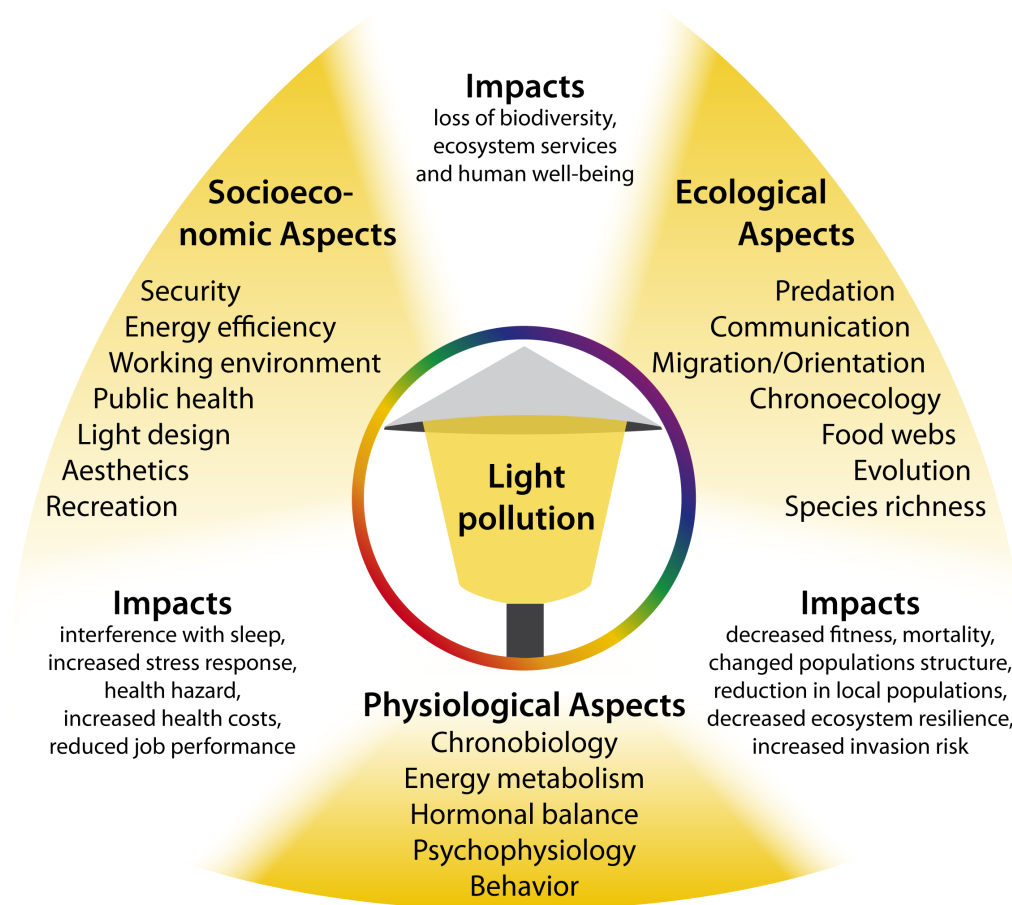 Impacts
loss of biodiversity,
ecosystem services
and human well-being
Socioeco-
nomic Aspects
Security
Energy efficiency
Working environment
Public health
Light design
Aesthetics
Recreation
Ecological
Aspects
Predation
Communication
Migration/Orientation
Chronoecology
Food webs
Evolution
Species richness
Light
pollution
Impacts
interference with sleep,
increased stress response,
health hazard,
increased health costs,
reduced job performance
Physiological Aspects
Chronobiology
Energy metabolism
Hormonal balance
Psychophysiology
Behavior
Impacts
decreased fitness, mortality,
changed populations structure,
reduction in local populations,
decreased ecosystem resilience,
increased invasion risk